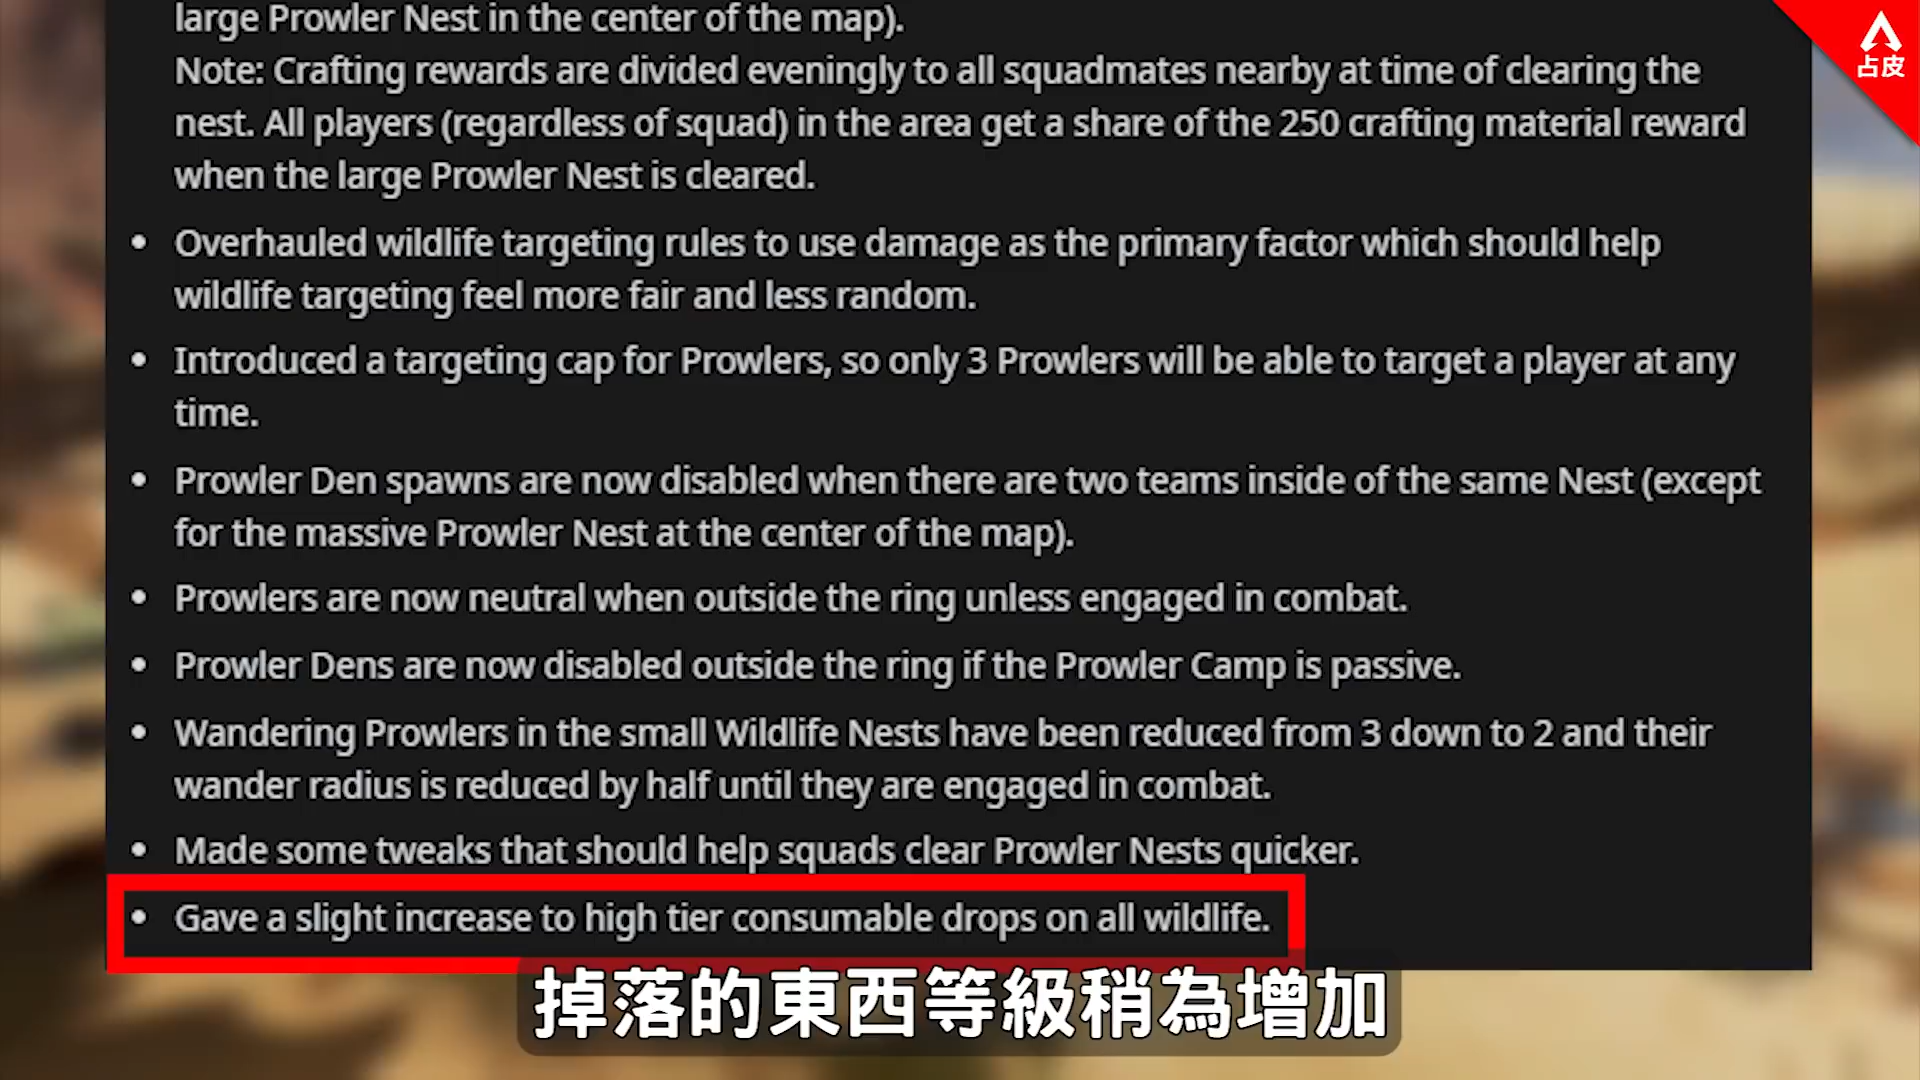 large Prowler Nest in the center of the map).
Note: Crafting rewards are divided eveningly to all squadmates nearby at time of clearing the
nest. All players (regardless of squad) in the area get a share of the 250 crafting material reward
when the large Prowler Nest is cleared.
• Overhauled wildlife targeting rules to use damage as the primary factor which should help
wildlife targeting feel more fair and less random.
• Introduced a targeting cap for Prowlers, so only 3 Prowlers will be able to target a player at any
time.
• Prowler Den spawns are now disabled when there are two teams inside of the same Nest (except
for the massive Prowler Nest at the center of the map).
• Prowlers are now neutral when outside the ring unless engaged in combat.
• Prowler Dens are now disabled outside the ring if the Prowler Camp is passive.
• Wandering Prowlers in the small Wildlife Nests have been reduced from 3 down to 2 and their
wander radius is reduced by half until they are engaged in combat.
• Made some tweaks that should help squads clear Prowler Nests quicker.
• Gave a slight increase to high tier consumable drops on all wildlife.
掉落的東西等級稍為增加
占皮